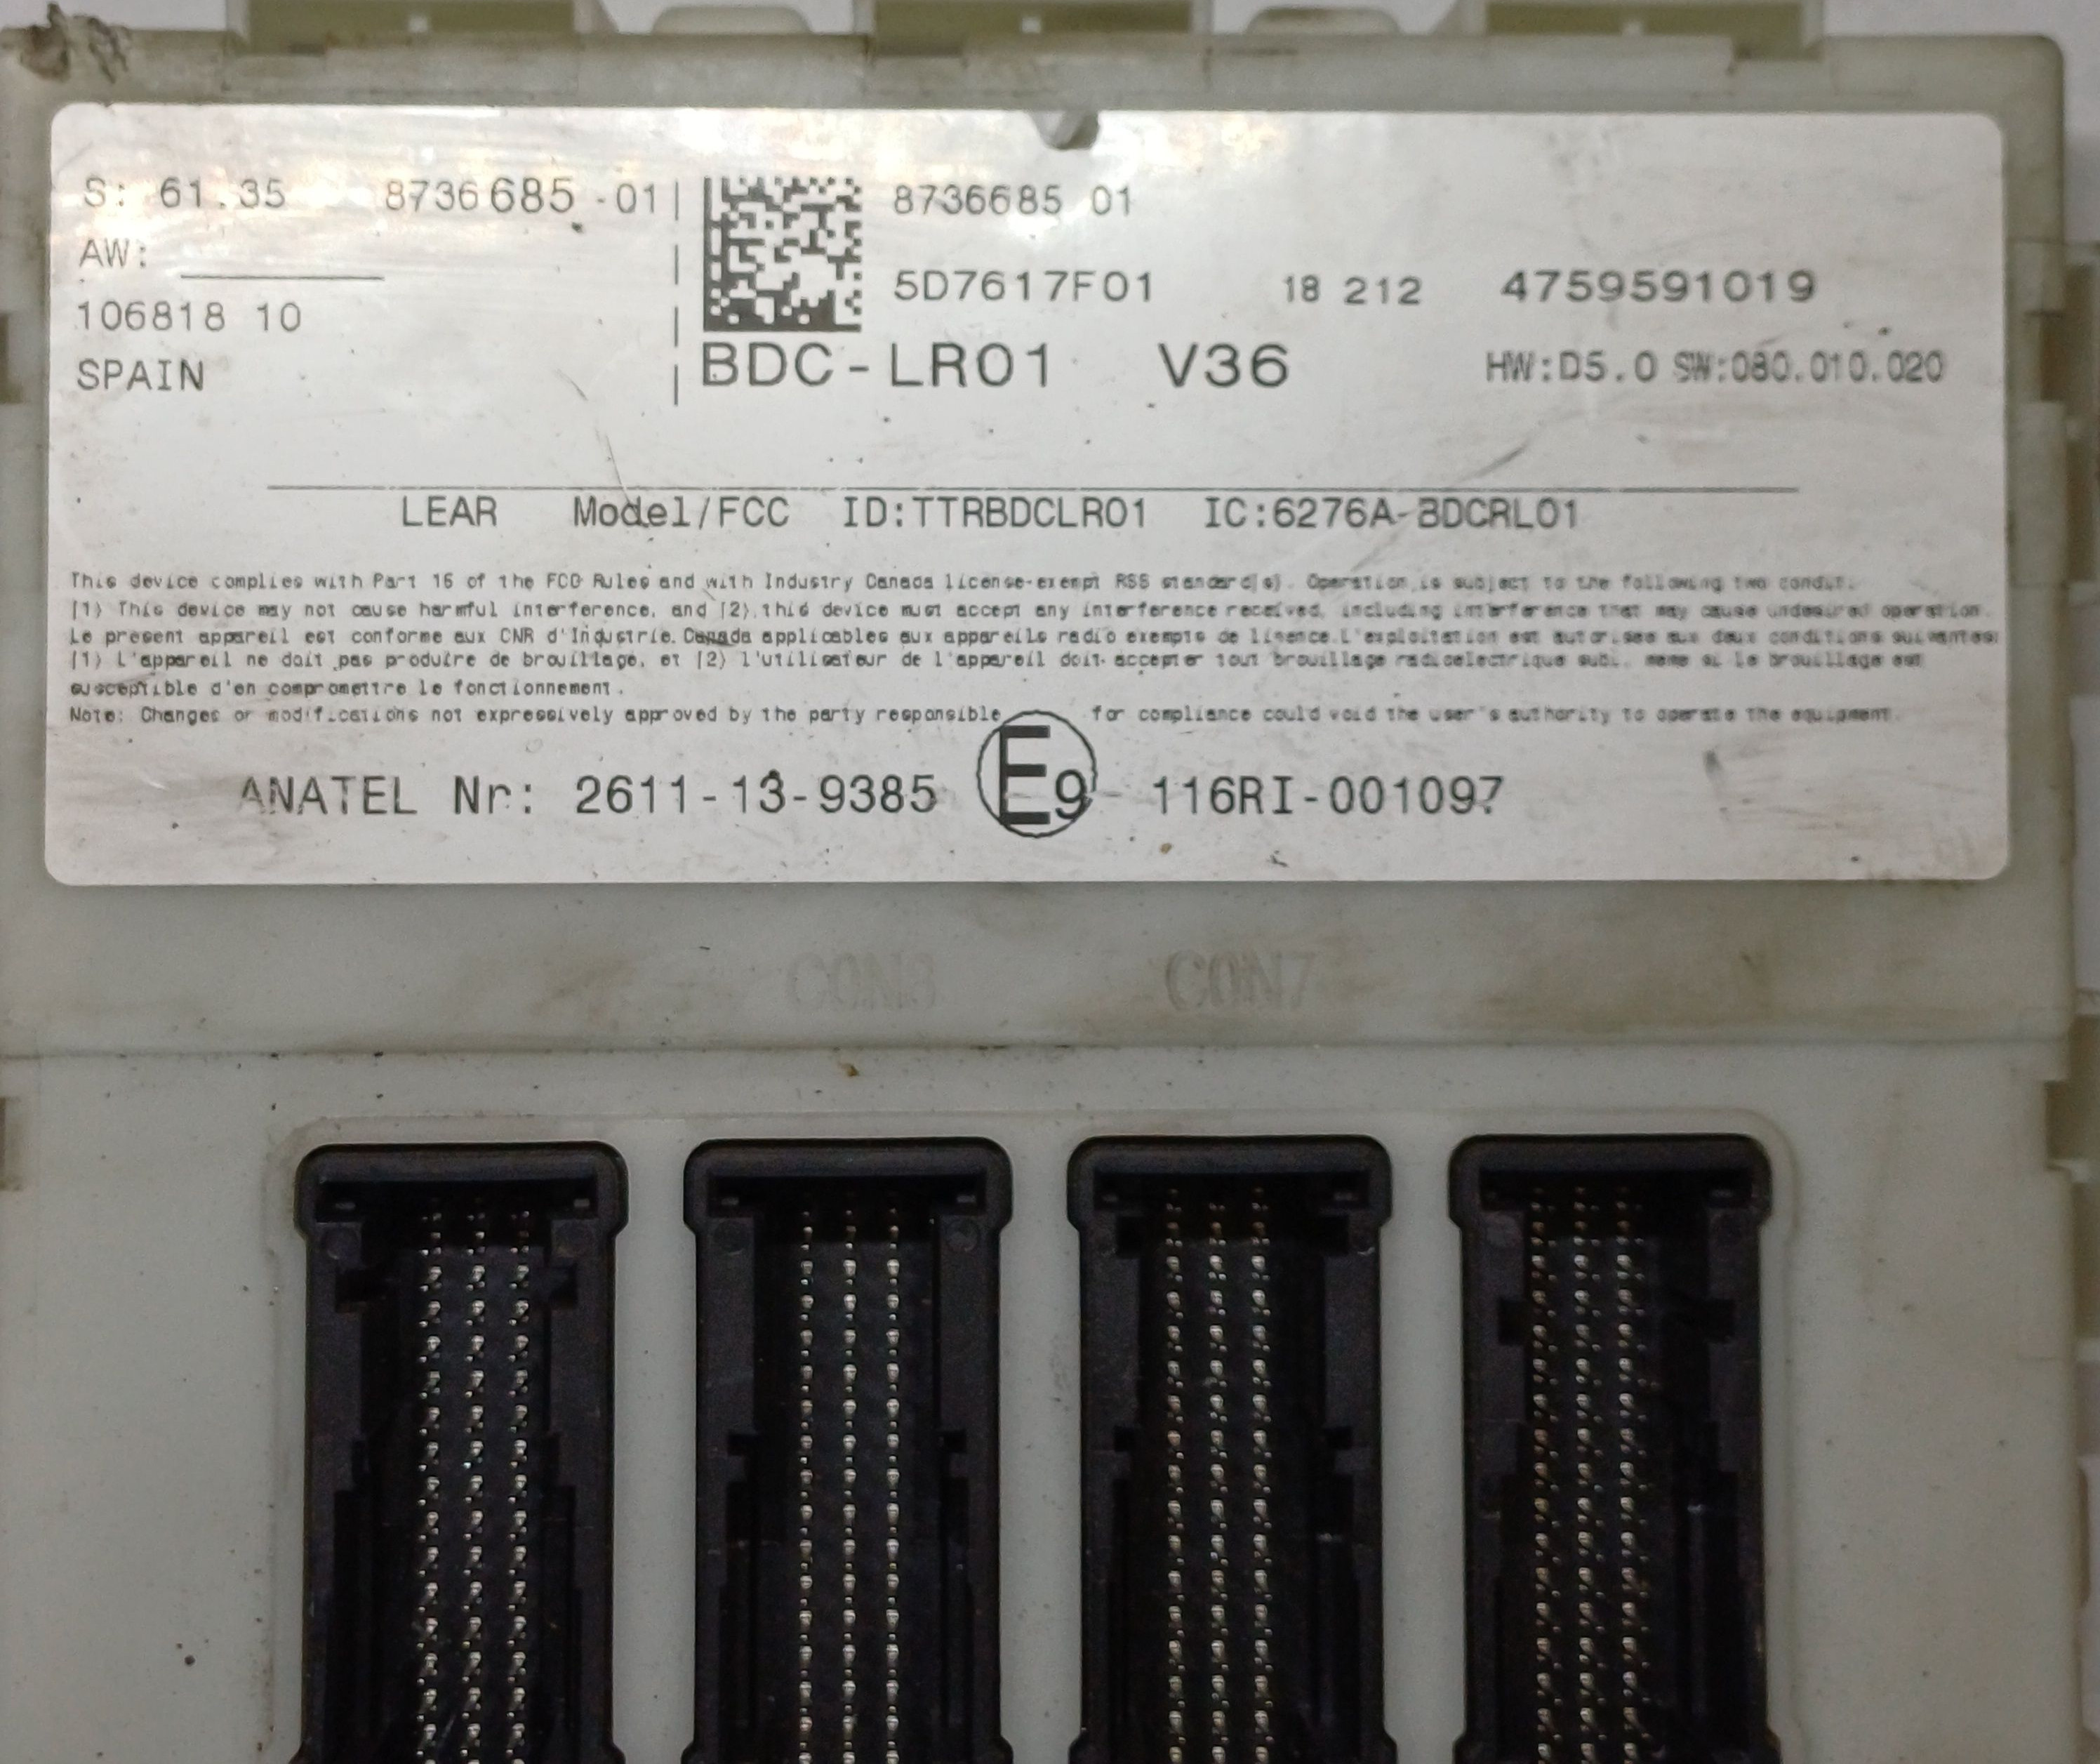 S: 61.35 8736685-01
AW:
106818 10
SPAIN
8736685 01
5D7617F01 18 212 4759591019
BDC-LR01 V36 HW:D5.0 SW:080.010.020
LEAR Model/FCC ID:TTRBDCLR01 IC:6276A-BDCRL01
This device complies with Part 15 of the FCC Rules and with Industry Canada license-exempt RSS standard(s). Operation is subject to the following two condit.
(1) This device may not cause harmful interference, and (2) this device must accept any interference received, including interference that may cause undesired operation.
Le present appareil est conforme aux CNR d'Industrie Canada applicables aux appareils radio exempts de lisence.L'exploitation est autorisee aux deux conditions suivantes:
(1) L'appareil ne doit pas produire de brouillage, et (2) l'utilisateur de l'appareil doit accepter tout brouillage radioelectrique subi, meme si le brouillage est
susceptible d'en compromettre le fonctionnement.
Note: Changes or modifications not expressively approved by the party responsible for compliance could void the user's authority to operate the equipment.
ANATEL Nr: 2611-13-9385 E9 116RI-001097
CON3 CON7